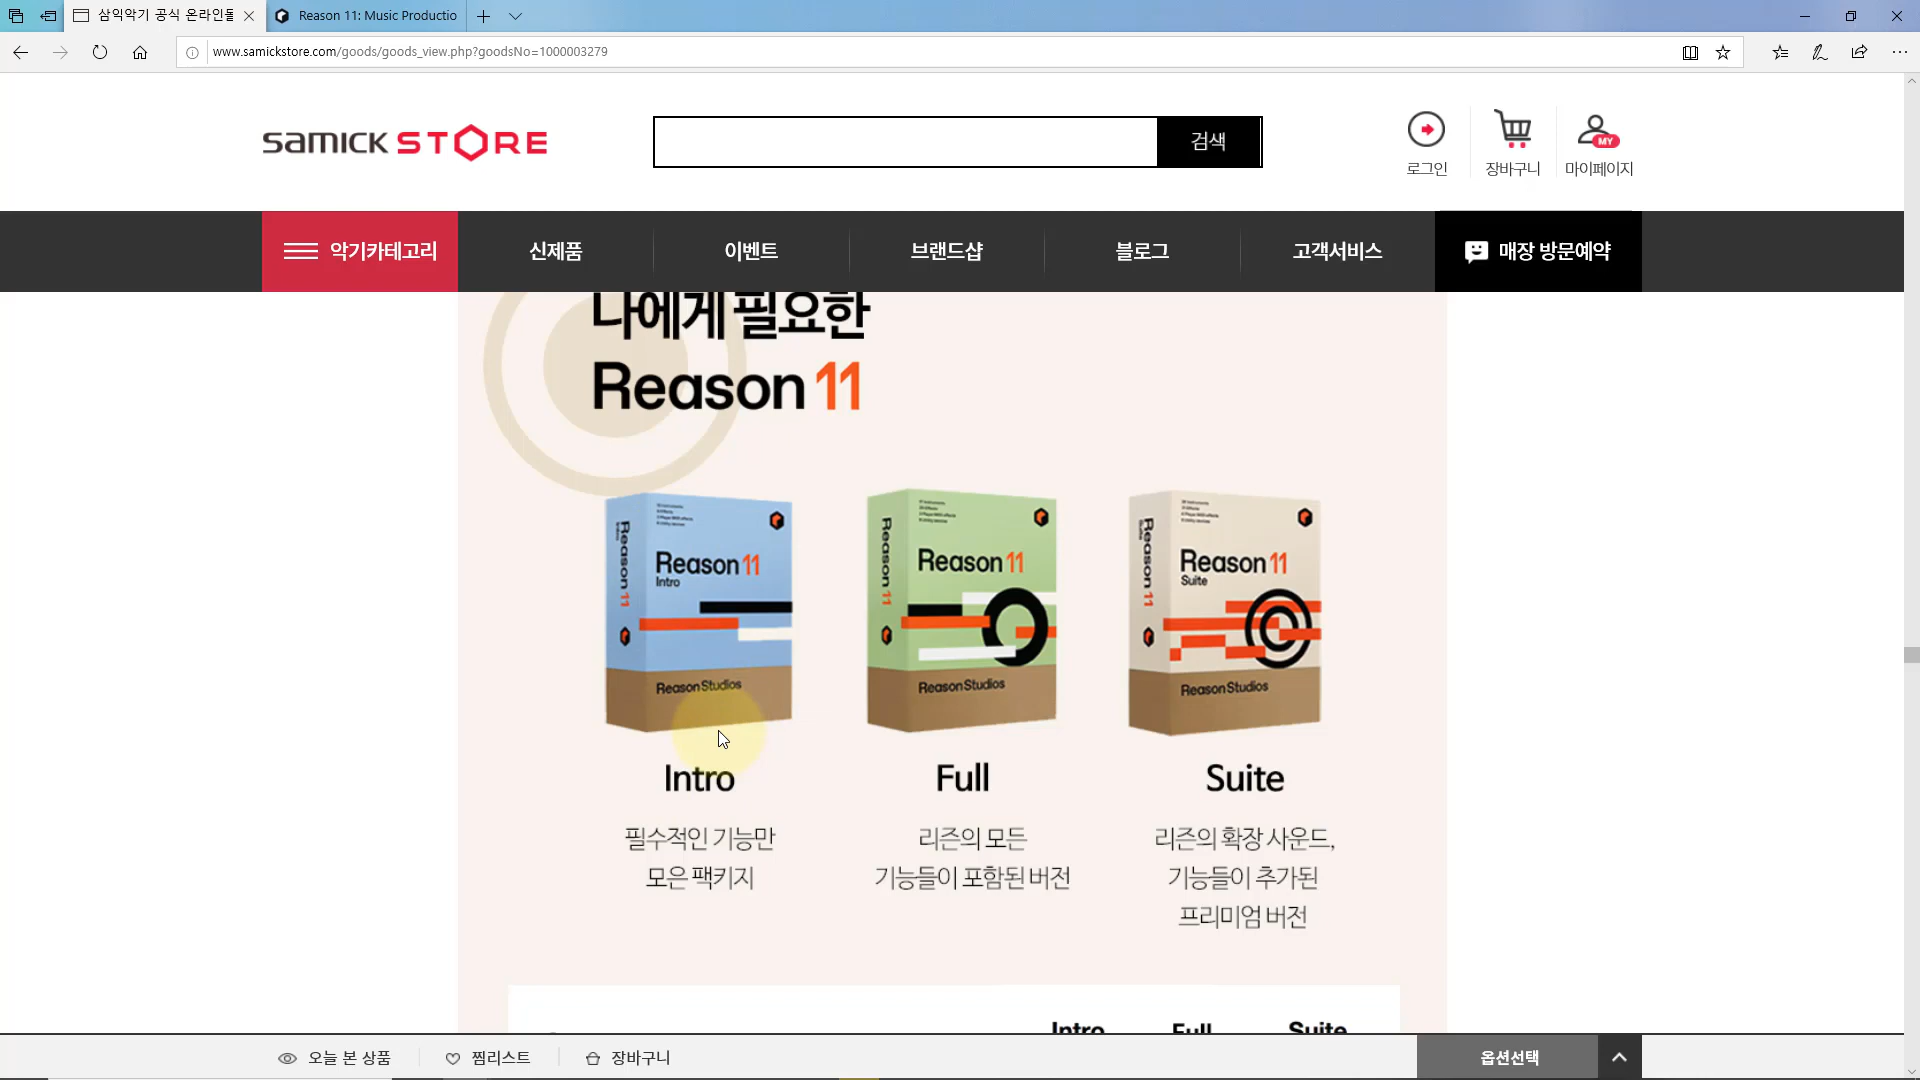 삼익악기 공식 온라인몰
Reason 11: Music Productio
www.samickstore.com/goods/goods_view.php?goodsNo=1000003279
SAMICK STORE
검색
로그인
장바구니
MY
마이페이지
악기카테고리
신제품
이벤트
브랜드샵
블로그
고객서비스
매장 방문예약
나에게 필요한
Reason 11
Reason 11
Reason 11
Intro
Reason Studios
Reason 11
Reason 11
Reason Studios
Reason 11
Reason 11
Suite
Reason Studios
Intro
Full
Suite
필수적인 기능만
모은 팩키지
리즌의 모든
기능들이 포함된 버전
리즌의 확장 사운드,
기능들이 추가된
프리미엄 버전
Intro
Full
Suite
오늘 본 상품
찜리스트
장바구니
옵션선택